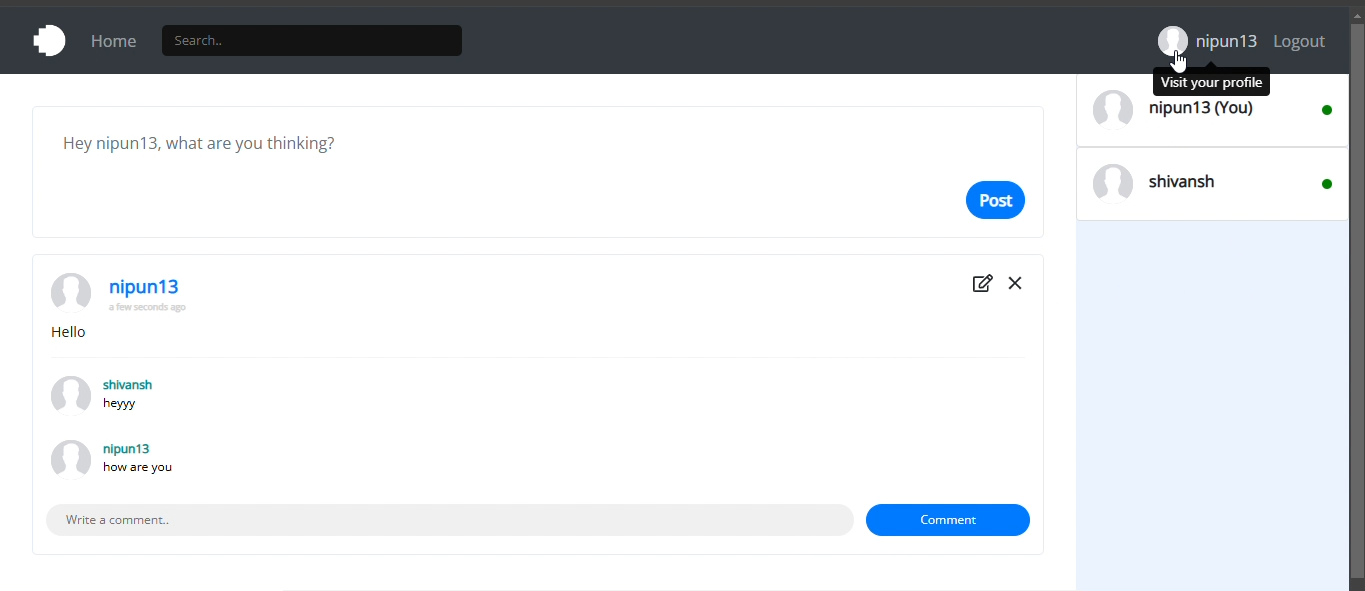 Home
Search..
nipun13
Logout
Visit your profile
Hey nipun13, what are you thinking?
Post
nipun13 (You)
shivansh
nipun13
a few seconds ago
Hello
shivansh
heyyy
nipun13
how are you
Write a comment..
Comment